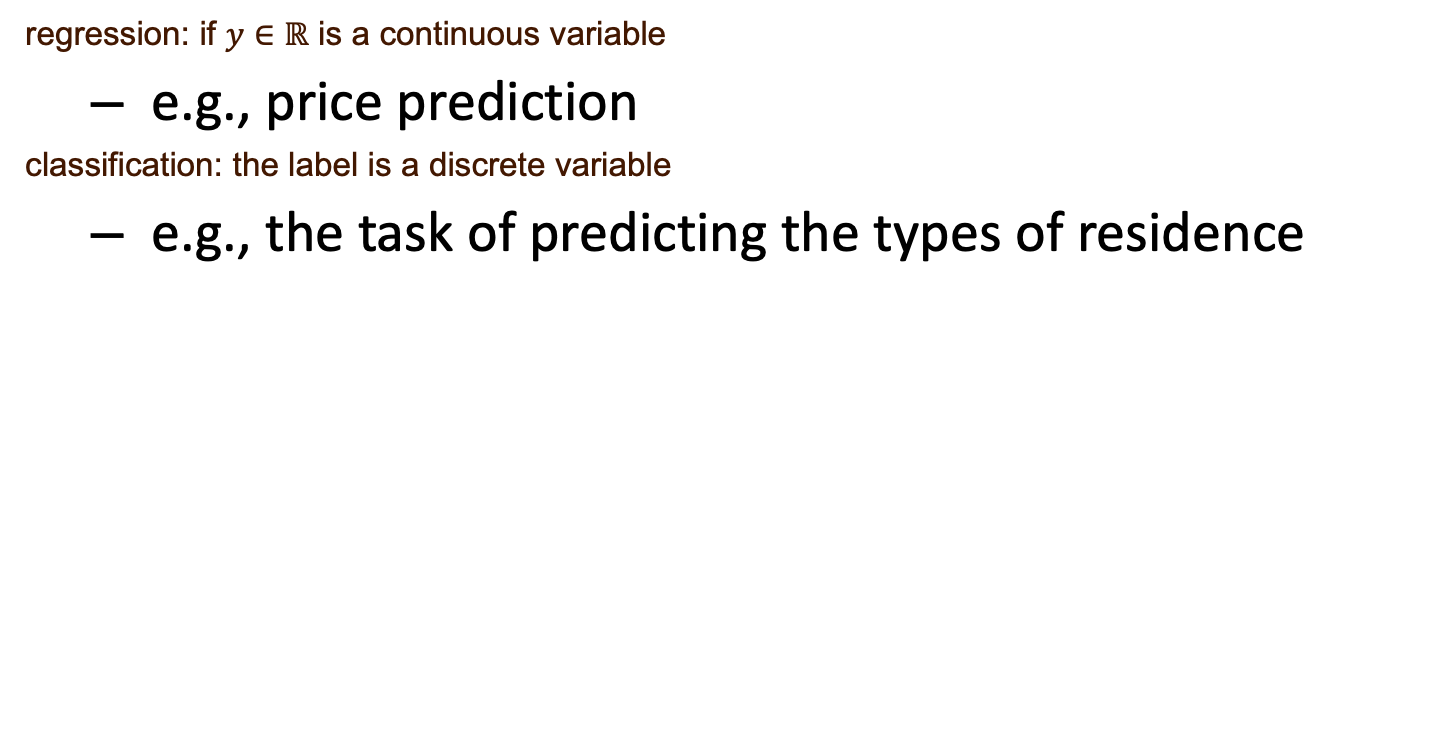 regression: if 𝑦 ∈ ℝ is a continuous variable
– e.g., price prediction
classification: the label is a discrete variable
– e.g., the task of predicting the types of residence